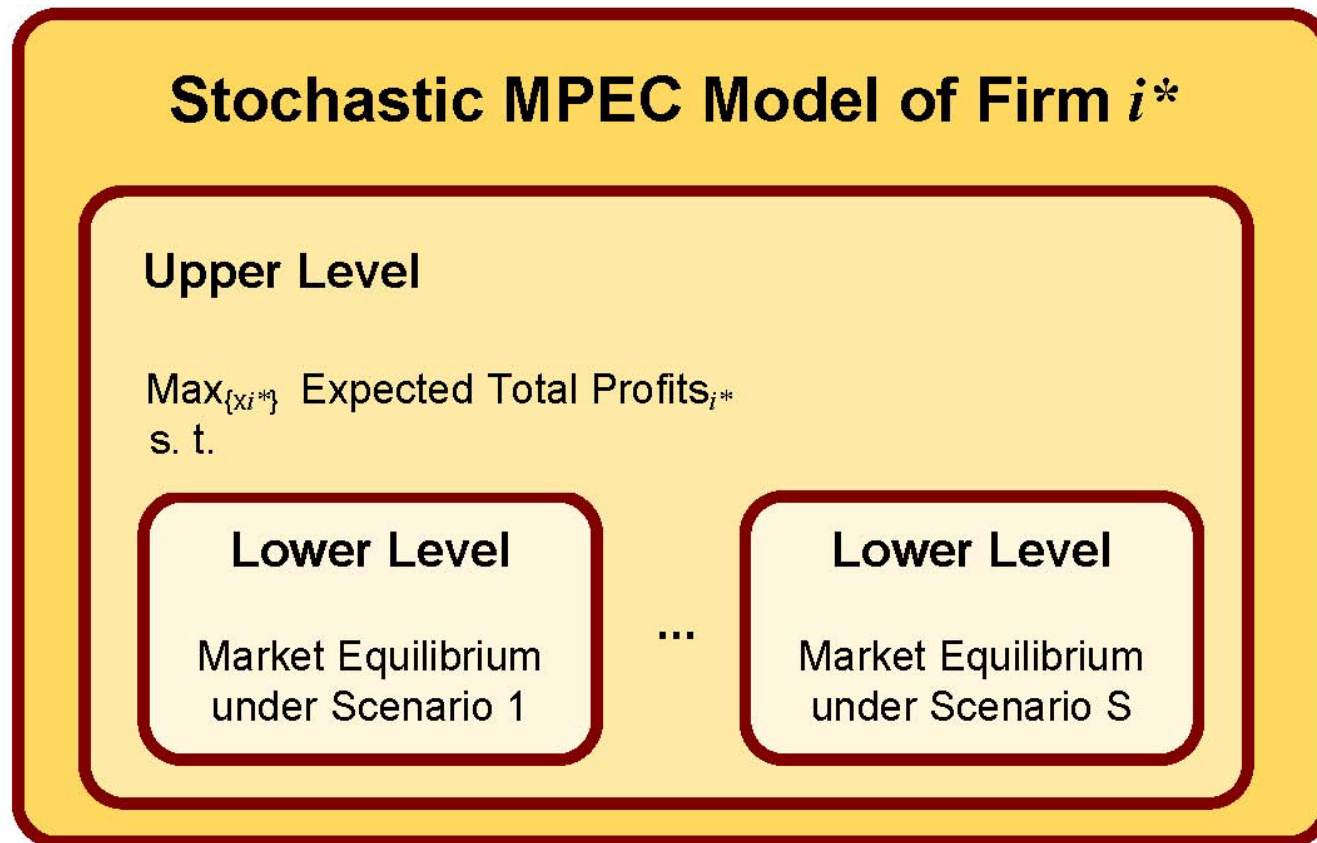 Stochastic MPEC Model of Firm i*
Upper Level
Max{xi*} Expected Total Profitsi*
s. t.
Lower Level
Market Equilibrium
under Scenario 1
...
Lower Level
Market Equilibrium
under Scenario S